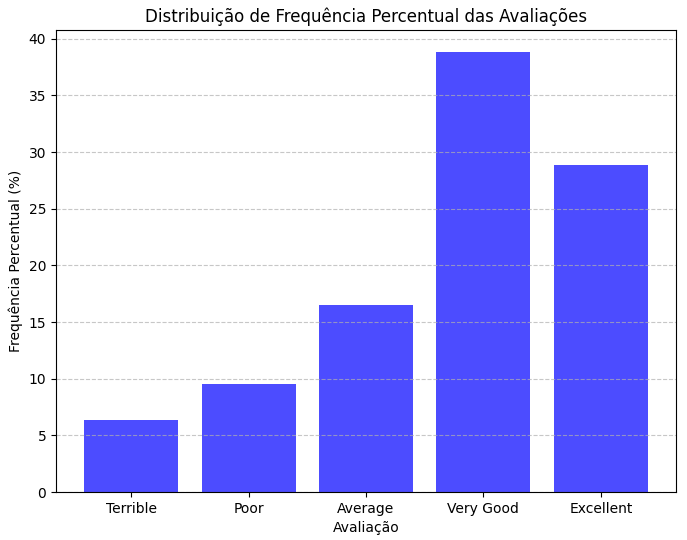 Distribuição de Frequência Percentual das Avaliações
Frequência Percentual (%)
40
35
30
25
20
15
10
5
0
Terrible Poor Average Very Good Excellent
Avaliação